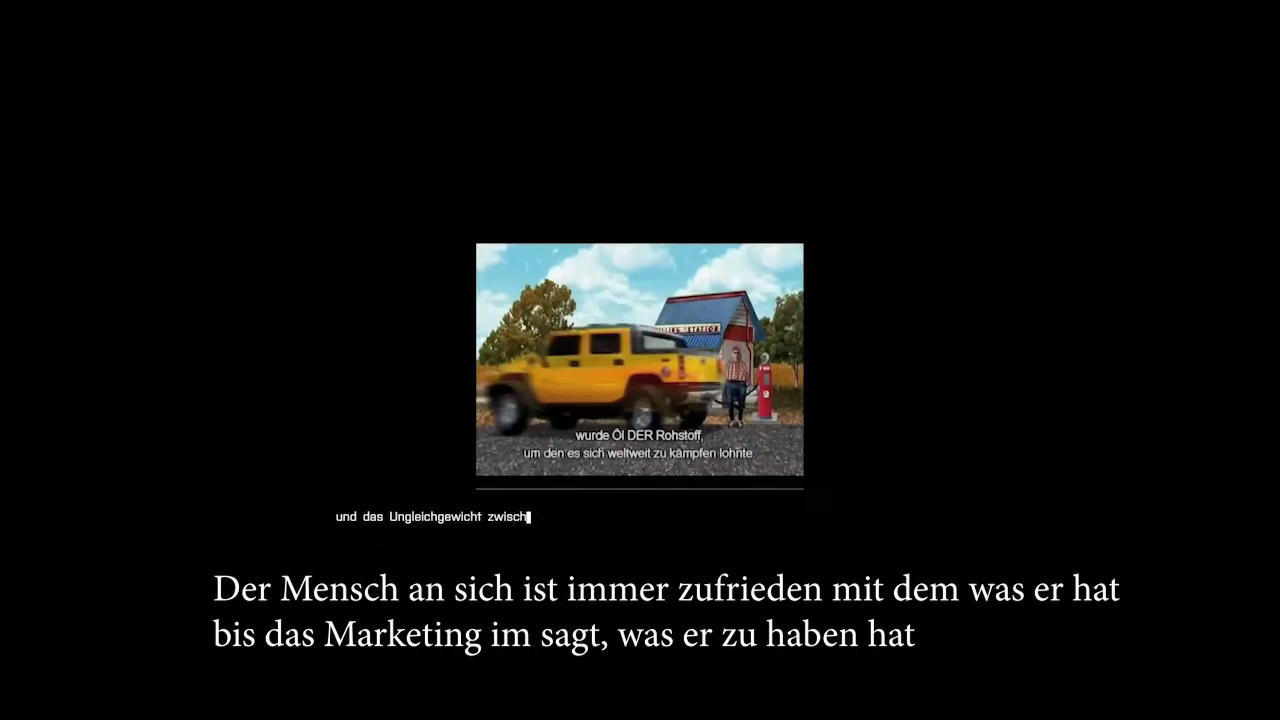 FILLING STATION
wurde Öl DER Rohstoff,
um den es sich weltweit zu kämpfen lohnte.
und das Ungleichgewicht zwisch
Der Mensch an sich ist immer zufrieden mit dem was er hat
bis das Marketing im sagt, was er zu haben hat